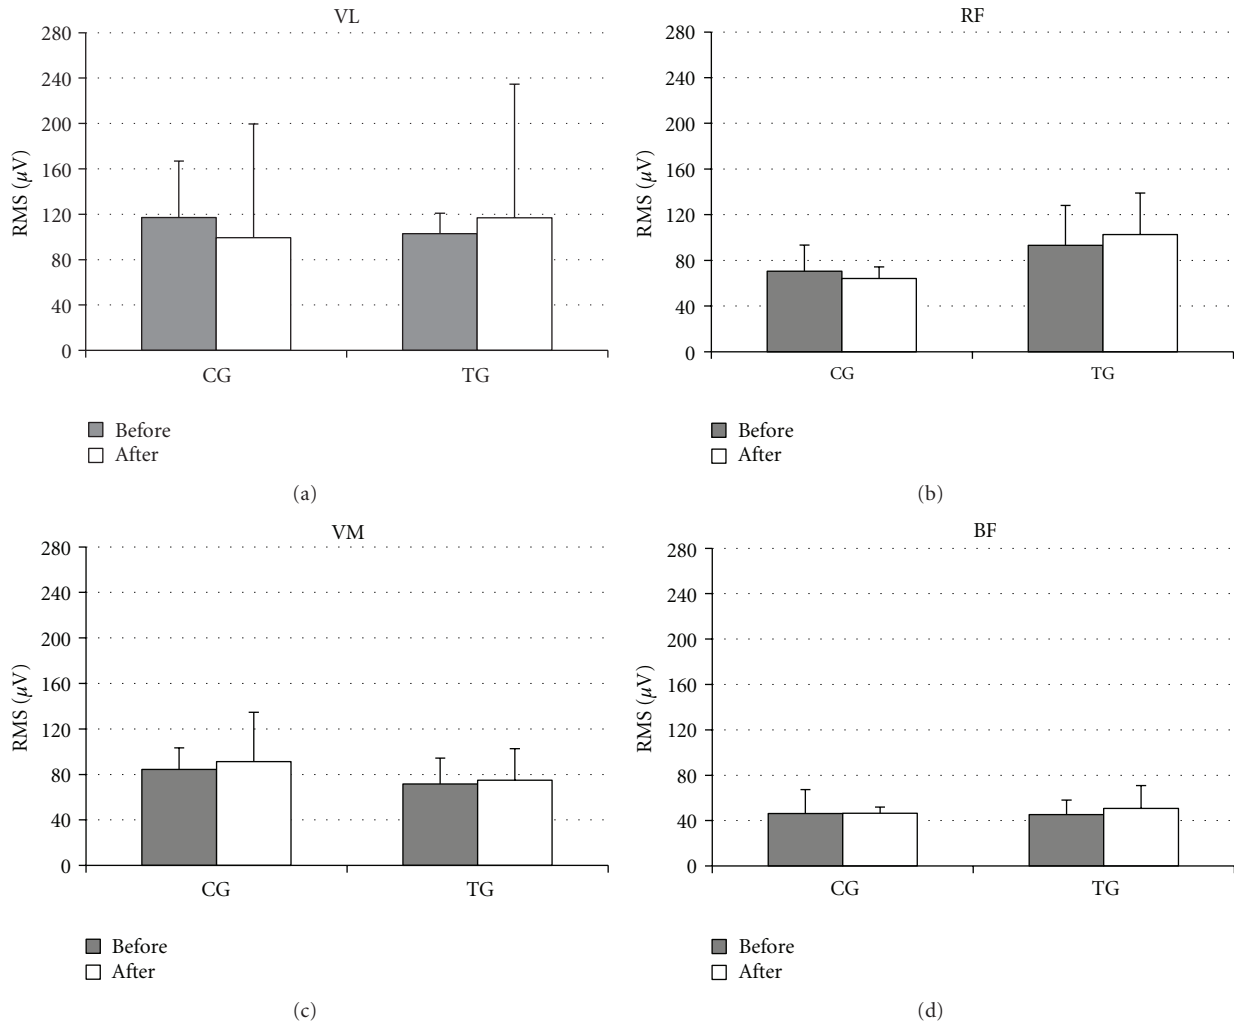 VL
RMS (μV)
280
240
200
160
120
80
40
0
CG TG
Before
After
(a)
RF
RMS (μV)
280
240
200
160
120
80
40
0
CG TG
Before
After
(b)
VM
RMS (μV)
280
240
200
160
120
80
40
0
CG TG
Before
After
(c)
BF
RMS (μV)
280
240
200
160
120
80
40
0
CG TG
Before
After
(d)